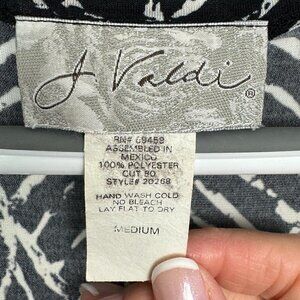 J. Valdi ®
RN# 69459
ASSEMBLED IN
MEXICO
100% POLYESTER
CUT 90
STYLE# 20268
HAND WASH COLD
NO BLEACH
LAY FLAT TO DRY
MEDIUM